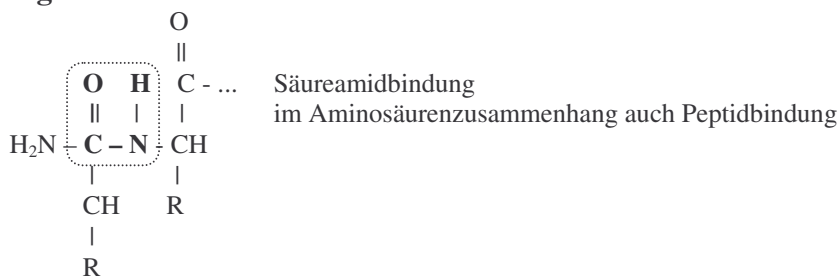 O
||
O H C - ... Säureamidbindung
|| | | im Aminosäurenzusammenhang auch Peptidbindung
H₂N - C – N - CH
| |
CH R
|
R